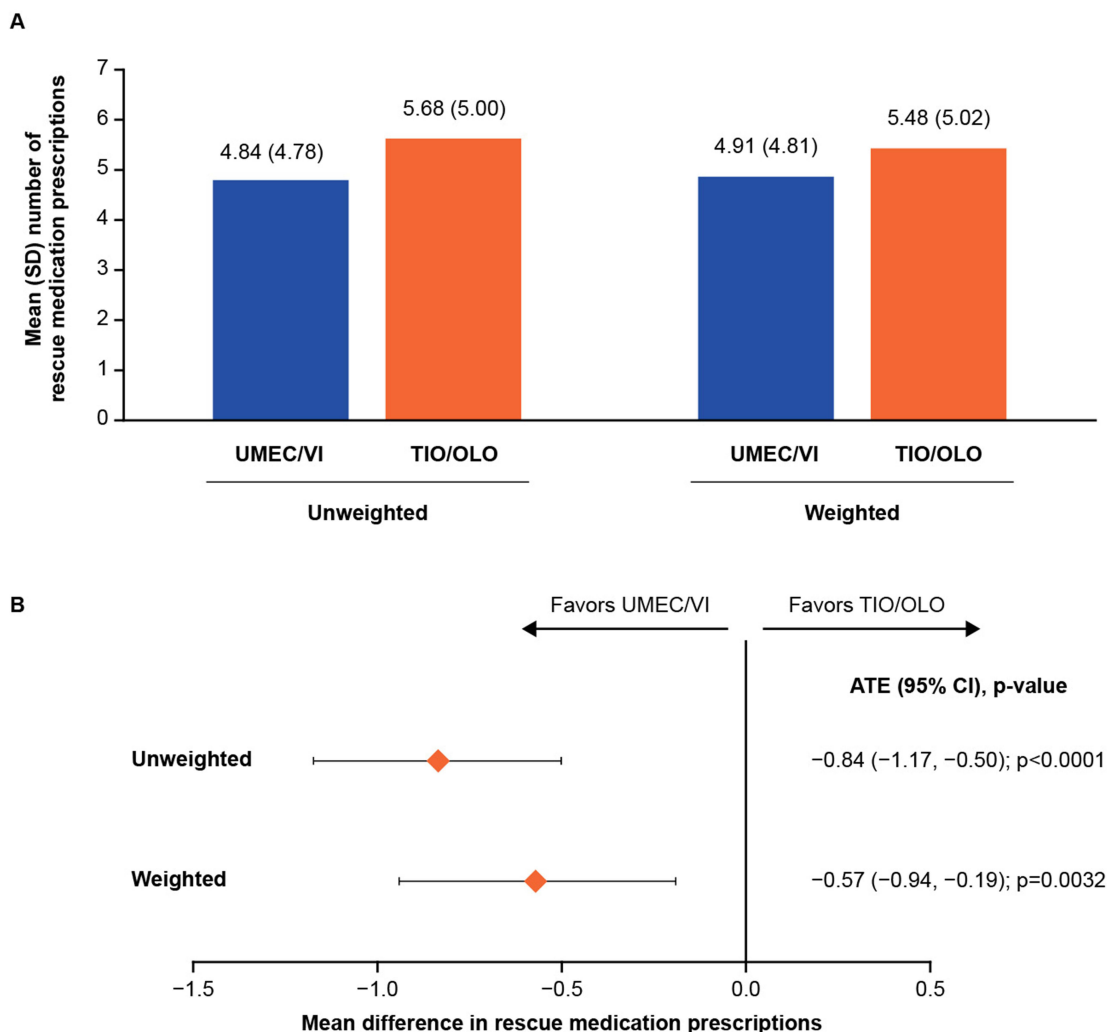 A
Mean (SD) number of
rescue medication prescriptions
7
6
5
4
3
2
1
0
4.84 (4.78)
5.68 (5.00)
4.91 (4.81)
5.48 (5.02)
UMEC/VI
TIO/OLO
UMEC/VI
TIO/OLO
Unweighted
Weighted
B
Favors UMEC/VI
Favors TIO/OLO
ATE (95% CI), p-value
Unweighted
−0.84 (−1.17, −0.50); p<0.0001
Weighted
−0.57 (−0.94, −0.19); p=0.0032
−1.5
−1.0
−0.5
0.0
0.5
Mean difference in rescue medication prescriptions